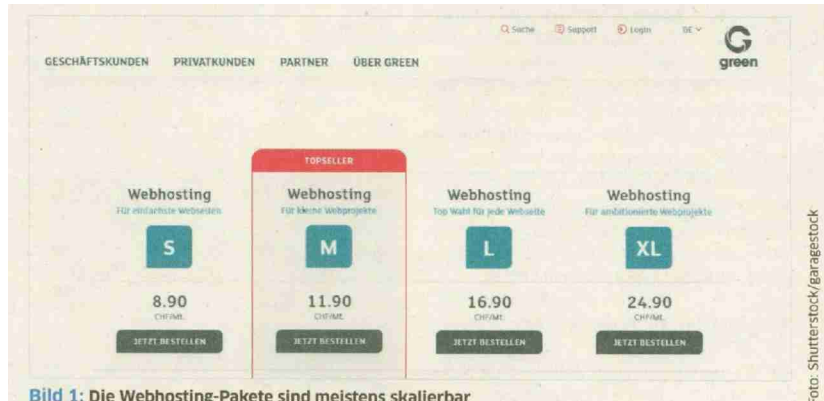 Suche Support Login DE
GESCHÄFTSKUNDEN PRIVATKUNDEN PARTNER ÜBER GREEN
G
green
TOPSELLER
Webhosting
Für einfachste Webseiten
S
8.90
CHF/Mt.
JETZT BESTELLEN
Webhosting
Für kleine Webprojekte
M
11.90
CHF/Mt.
JETZT BESTELLEN
Webhosting
Top Wahl für jede Webseite
L
16.90
CHF/Mt.
JETZT BESTELLEN
Webhosting
Für ambitionierte Webprojekte
XL
24.90
CHF/Mt.
JETZT BESTELLEN
Bild 1: Die Webhosting-Pakete sind meistens skalierbar
Foto: Shutterstock/garagestock